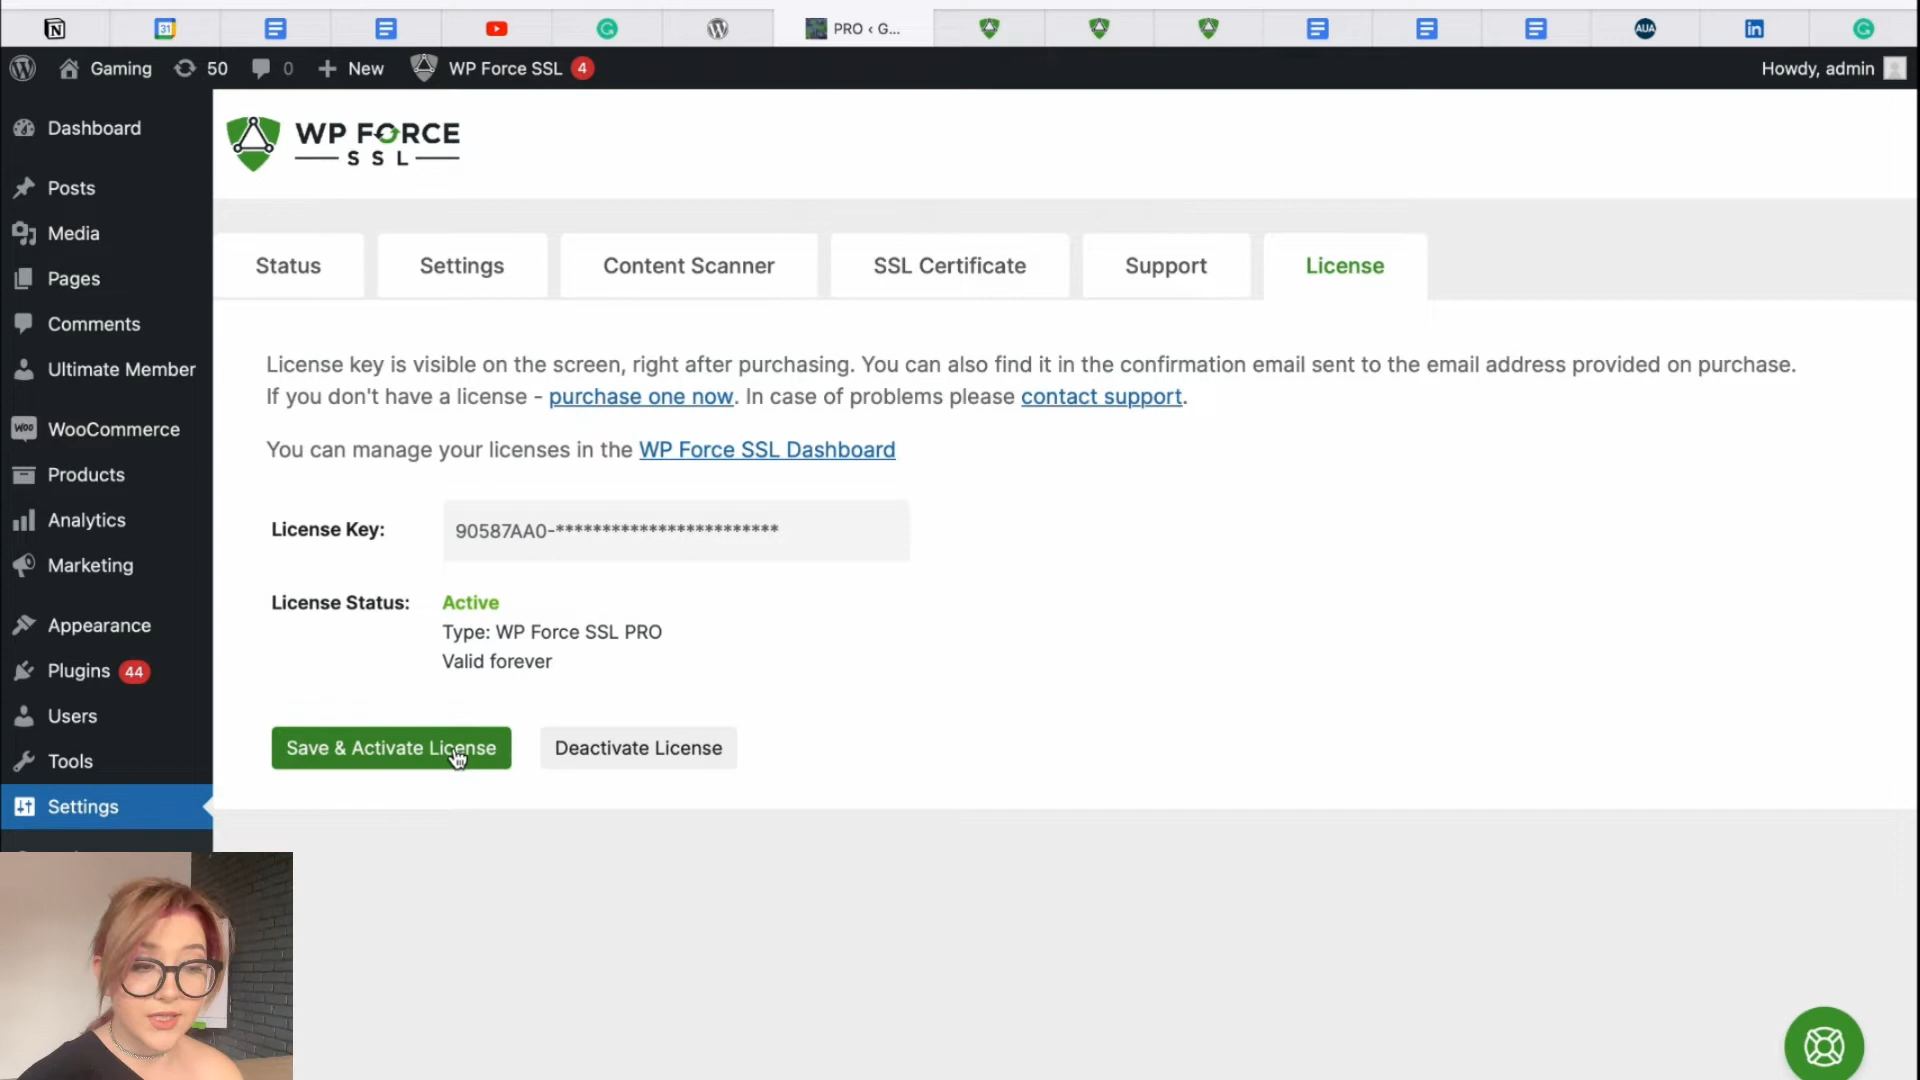 31
PRO ‹ G...
AUA
in
Gaming
50
0
New
WP Force SSL
4
Howdy, admin
Dashboard
Posts
Media
Pages
Comments
Ultimate Member
WooCommerce
Products
Analytics
Marketing
Appearance
Plugins 44
Users
Tools
Settings
WP FORCE
SSL
Status
Settings
Content Scanner
SSL Certificate
Support
License
License key is visible on the screen, right after purchasing. You can also find it in the confirmation email sent to the email address provided on purchase.
If you don't have a license - purchase one now. In case of problems please contact support.
You can manage your licenses in the WP Force SSL Dashboard
License Key:
90587AA0-************************
License Status:
Active
Type: WP Force SSL PRO
Valid forever
Save & Activate License
Deactivate License